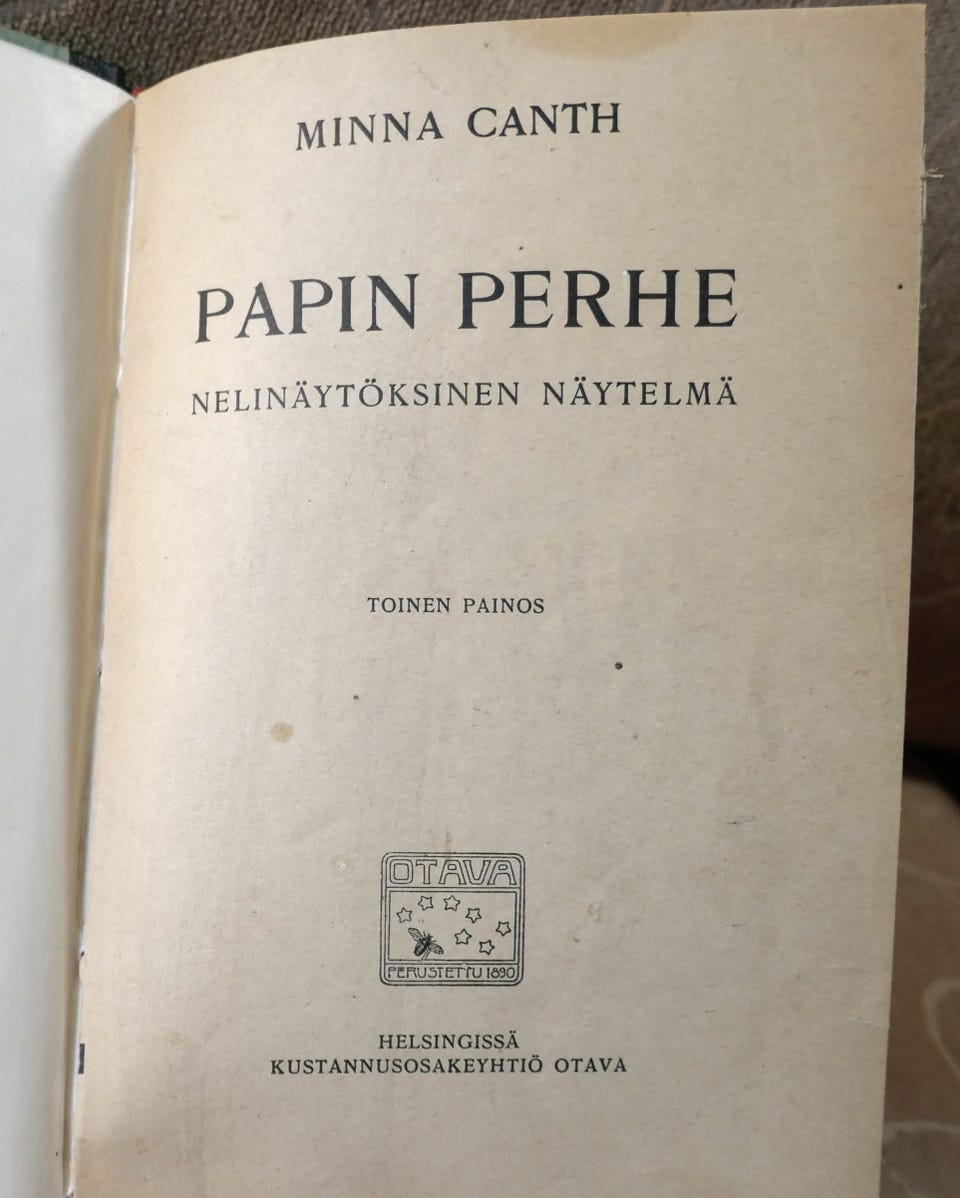 MINNA CANTH
PAPIN PERHE
NELINÄYTÖKSINEN NÄYTELMÄ
TOINEN PAINOS
OTAVA
PERUSTETTU 1890
HELSINGISSÄ
KUSTANNUSOSAKEYHTIÖ OTAVA